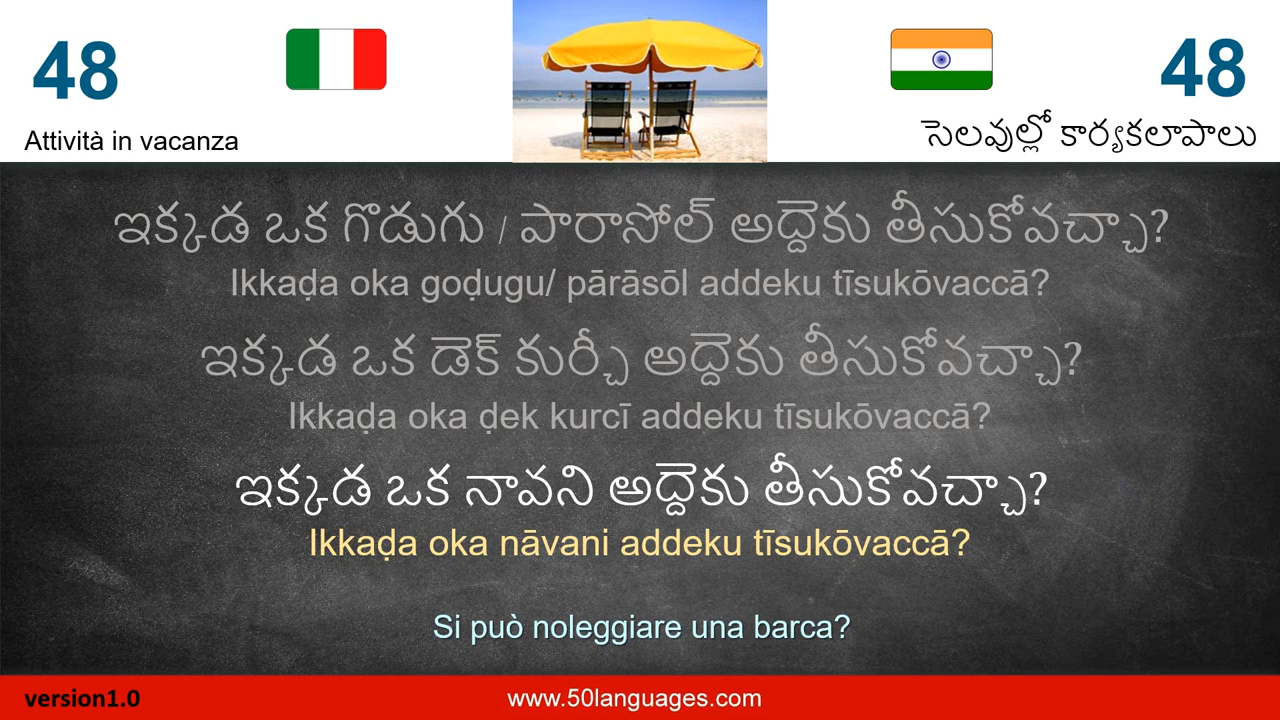 48
48
Attività in vacanza
సెలవుల్లో కార్యకలాపాలు
ఇక్కడ ఒక గొడుగు / పారాసోల్ అద్దెకు తీసుకోవచ్చా?
Ikkaḍa oka goḍugu/ pārāsōl addeku tīsukōvaccā?
ఇక్కడ ఒక డెక్ కుర్చీ అద్దెకు తీసుకోవచ్చా?
Ikkaḍa oka ḍek kurcī addeku tīsukōvaccā?
ఇక్కడ ఒక నావని అద్దెకు తీసుకోవచ్చా?
Ikkaḍa oka nāvani addeku tīsukōvaccā?
Si può noleggiare una barca?
version1.0
www.50languages.com